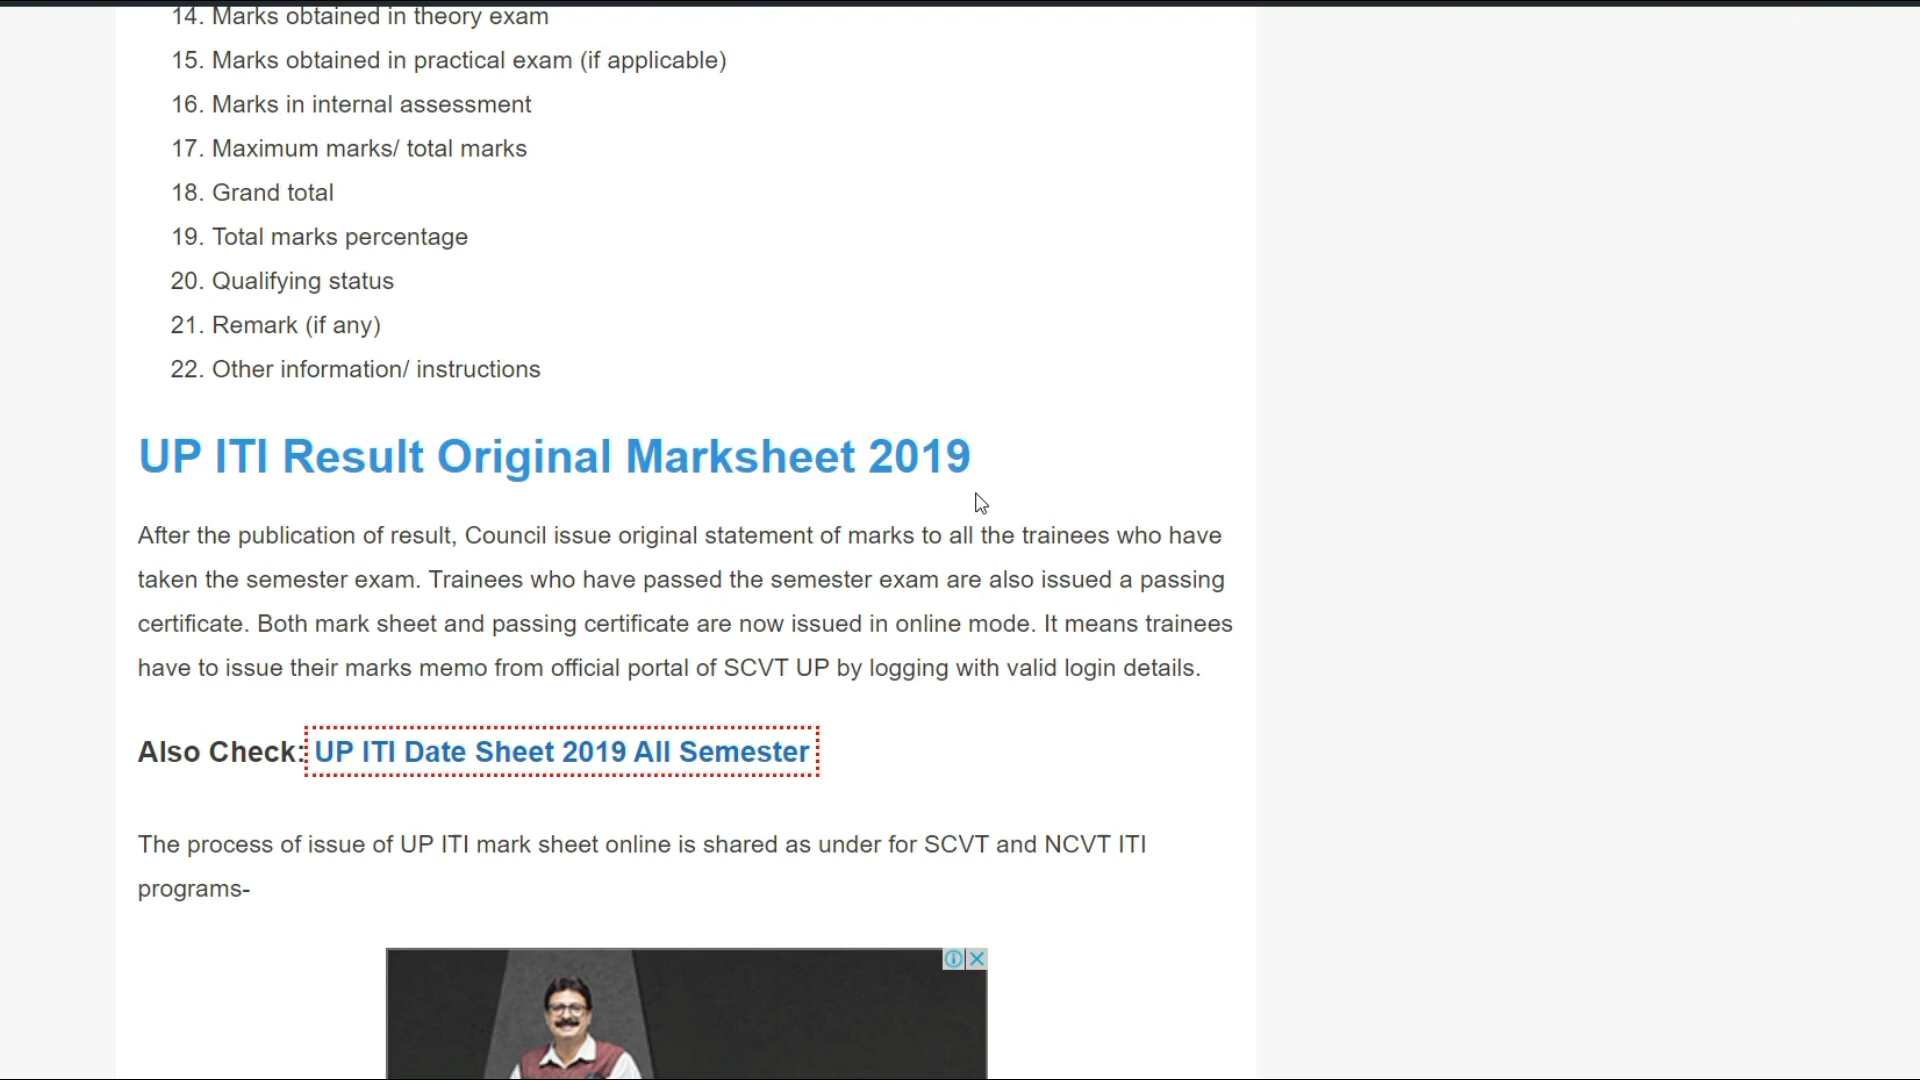 14. Marks obtained in theory exam
15. Marks obtained in practical exam (if applicable)
16. Marks in internal assessment
17. Maximum marks/ total marks
18. Grand total
19. Total marks percentage
20. Qualifying status
21. Remark (if any)
22. Other information/ instructions
UP ITI Result Original Marksheet 2019
After the publication of result, Council issue original statement of marks to all the trainees who have
taken the semester exam. Trainees who have passed the semester exam are also issued a passing
certificate. Both mark sheet and passing certificate are now issued in online mode. It means trainees
have to issue their marks memo from official portal of SCVT UP by logging with valid login details.
Also Check: UP ITI Date Sheet 2019 All Semester
The process of issue of UP ITI mark sheet online is shared as under for SCVT and NCVT ITI
programs-